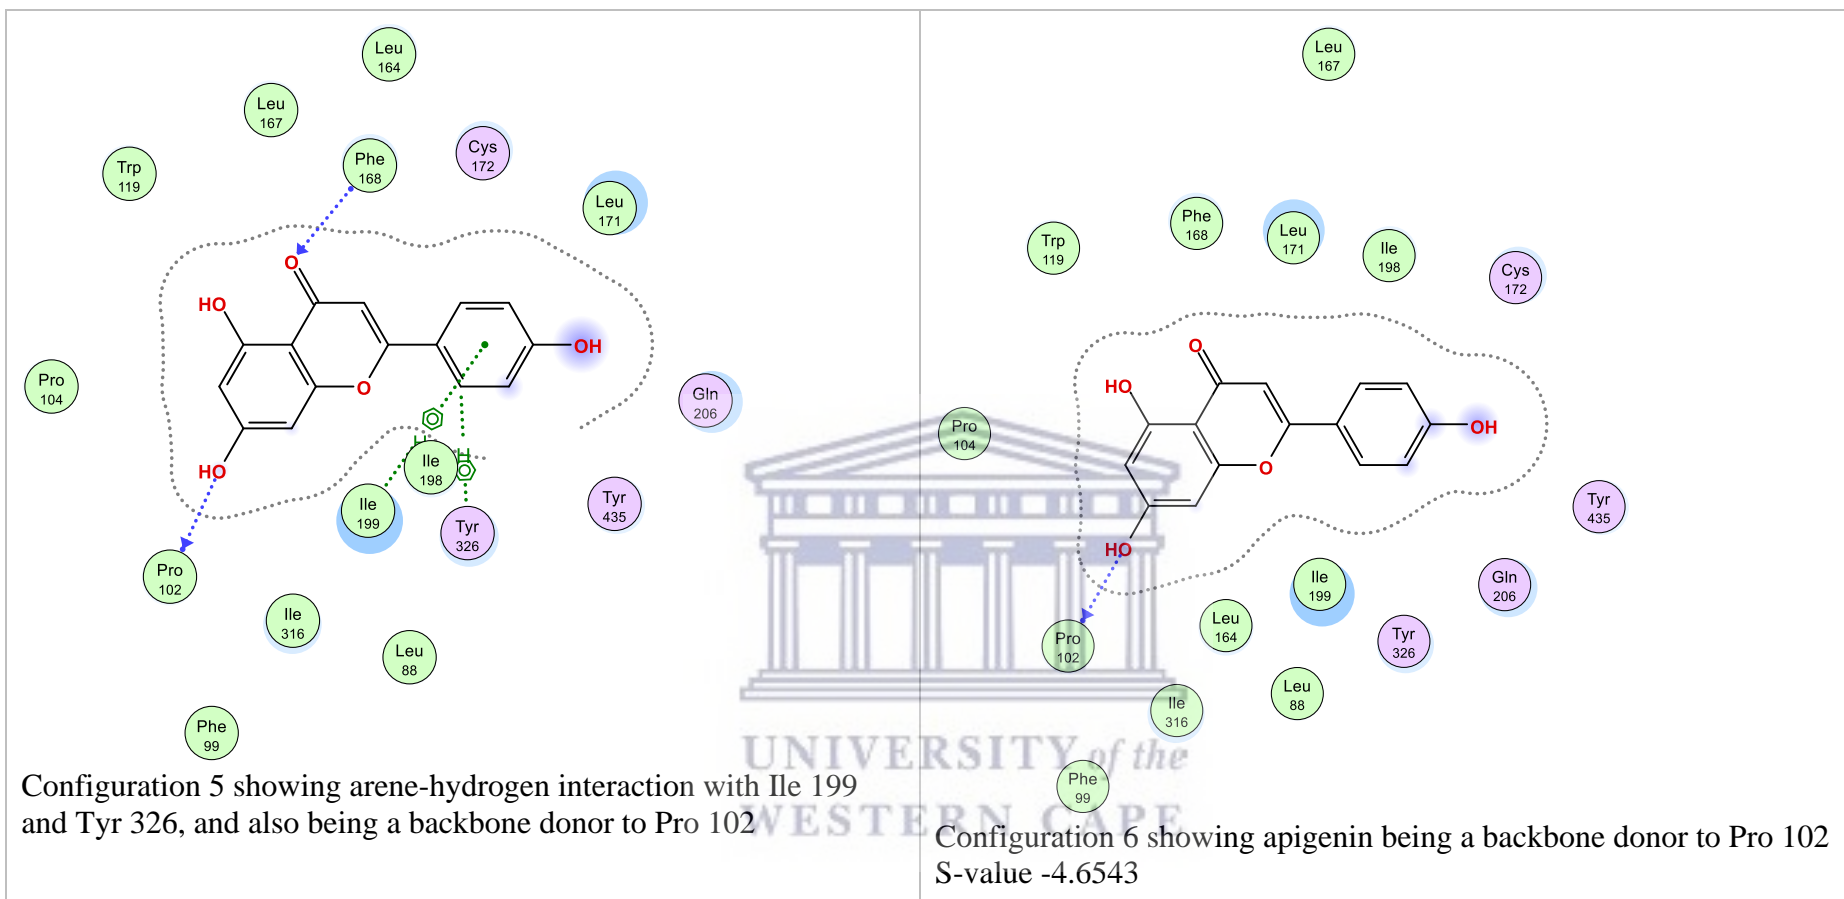 Leu
164
Leu
167
Trp
119
Phe
168
Cys
172
Leu
171
O
HO
OH
O
HO
Pro
104
Gln
206
H
H
Ile
198
Ile
199
Tyr
326
Tyr
435
Pro
102
Ile
316
Leu
88
Phe
99
Configuration 5 showing arene-hydrogen interaction with Ile 199
and Tyr 326, and also being a backbone donor to Pro 102
Leu
167
Trp
119
Phe
168
Leu
171
Ile
198
Cys
172
O
HO
OH
O
HO
Pro
104
Tyr
435
Ile
199
Gln
206
Leu
164
Tyr
326
Pro
102
Leu
88
Ile
316
Phe
99
Configuration 6 showing apigenin being a backbone donor to Pro 102
S-value -4.6543
UNIVERSITY of the
WESTERN CAPE